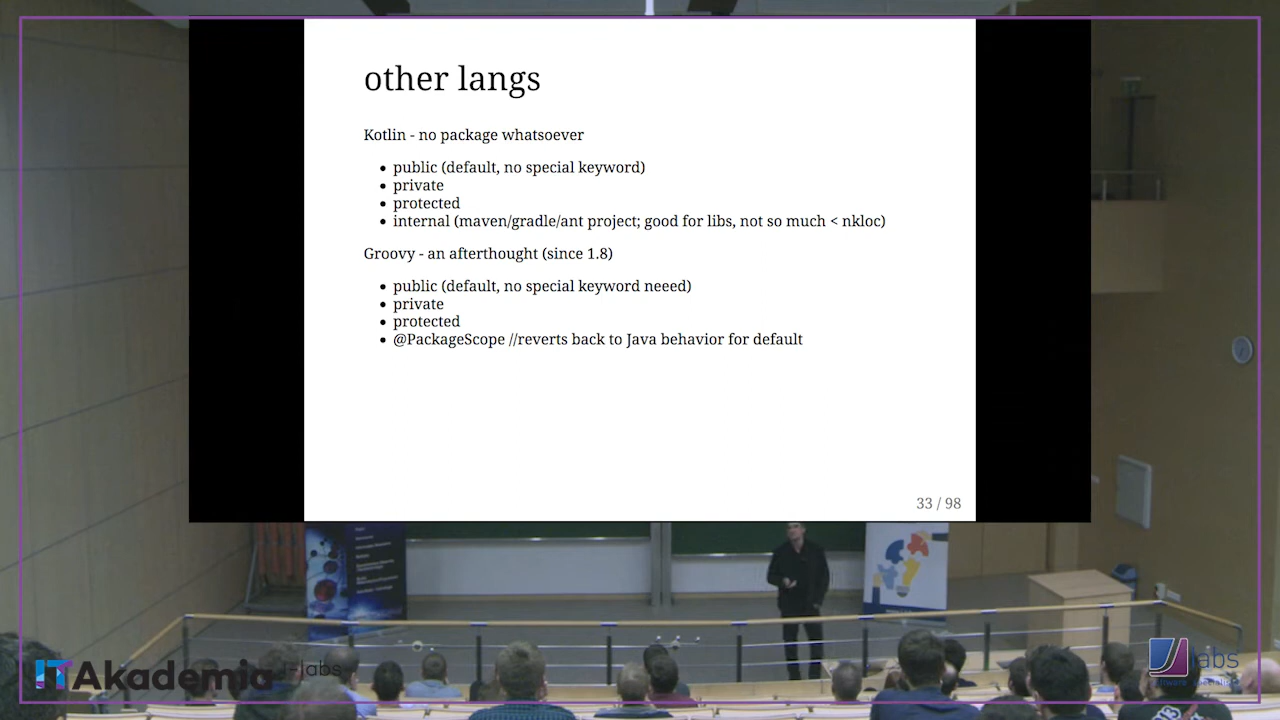 other langs
Kotlin - no package whatsoever
• public (default, no special keyword)
• private
• protected
• internal (maven/gradle/ant project; good for libs, not so much < nkloc)
Groovy - an afterthought (since 1.8)
• public (default, no special keyword neeed)
• private
• protected
• @PackageScope //reverts back to Java behavior for default
33 / 98
IT Akademia j-labs
labs